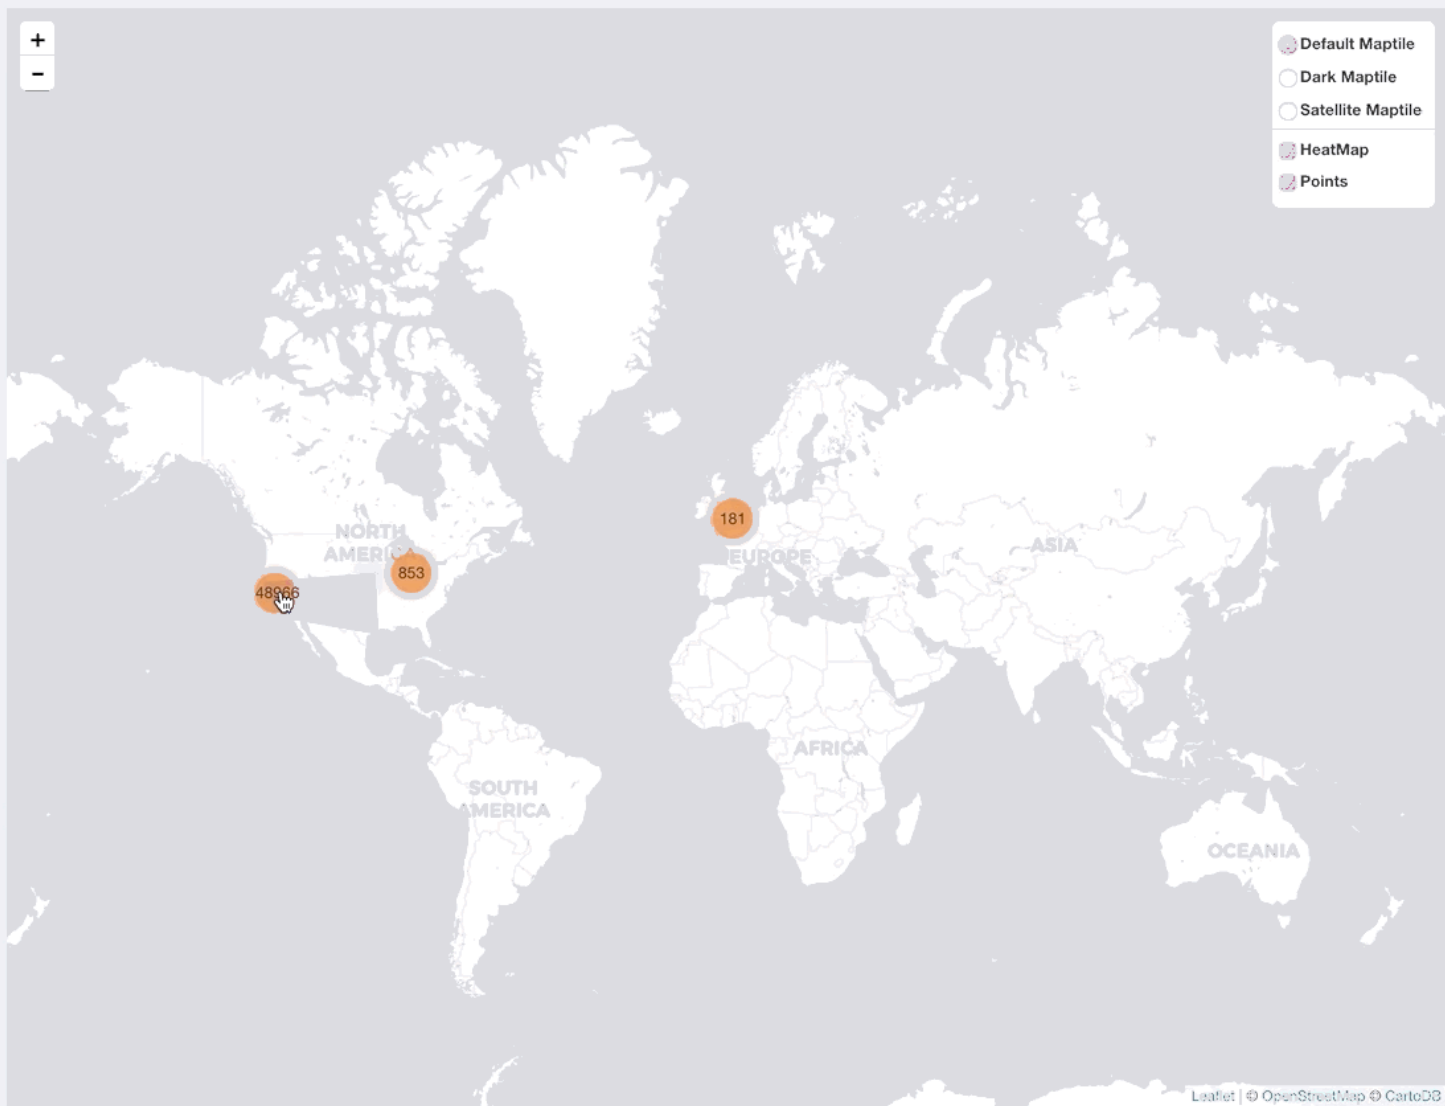 +
−
Default Maptile
Dark Maptile
Satellite Maptile
HeatMap
Points
NORTH
AMERICA
181
853
48966
EUROPE
ASIA
AFRICA
SOUTH
AMERICA
OCEANIA
Leaflet | © OpenStreetMap © CartoDB